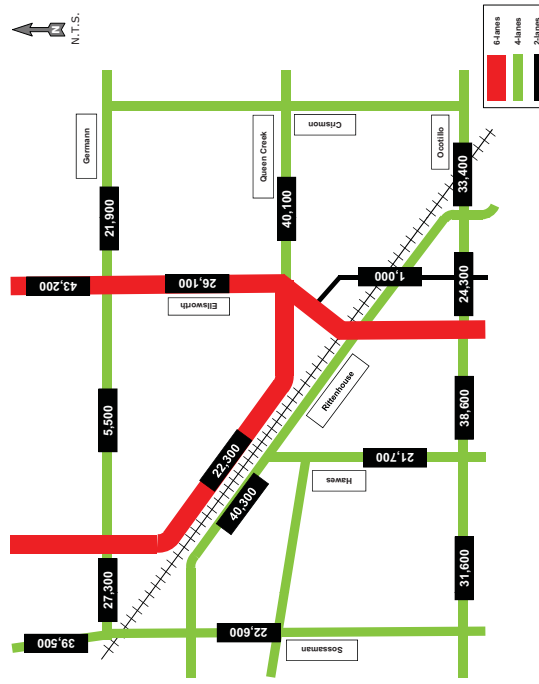 N
N.T.S.
6-lanes
4-lanes
2-lanes
Germann
Queen Creek
Crismon
Ocotillo
21,900
40,100
33,400
43,200
26,100
1,000
24,300
Ellsworth
5,500
Rittenhouse
38,600
22,300
21,700
40,300
Hawes
27,300
31,600
39,500
22,600
Sossaman